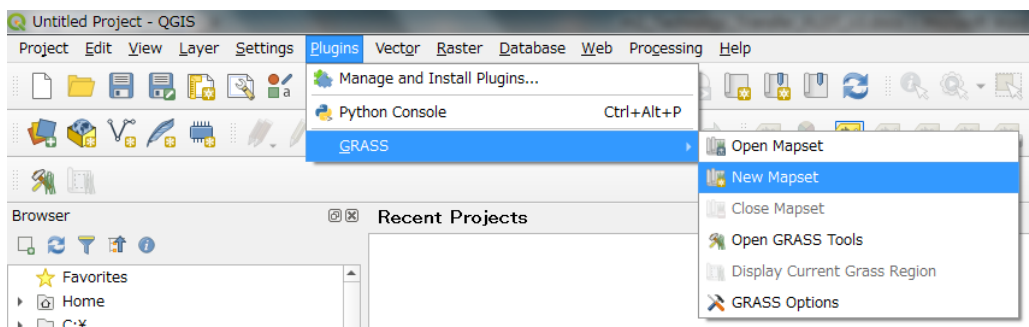 Untitled Project - QGIS
Project Edit View Layer Settings Plugins Vector Raster Database Web Processing Help
Manage and Install Plugins...
Python Console Ctrl+Alt+P
GRASS
Open Mapset
New Mapset
Close Mapset
Open GRASS Tools
Display Current Grass Region
GRASS Options
Browser
Recent Projects
Favorites
Home
C:¥